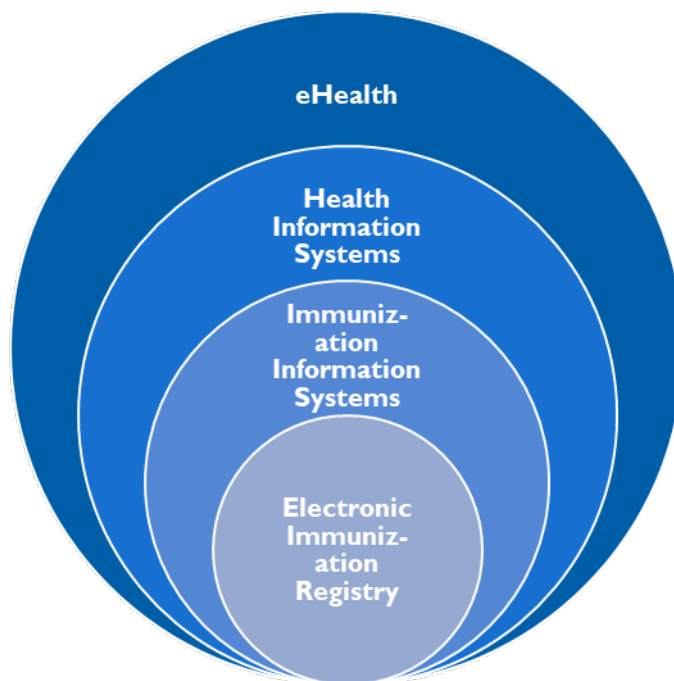 eHealth
Health
Information
Systems
Immuniz-
ation
Information
Systems
Electronic
Immuniz-
ation
Registry